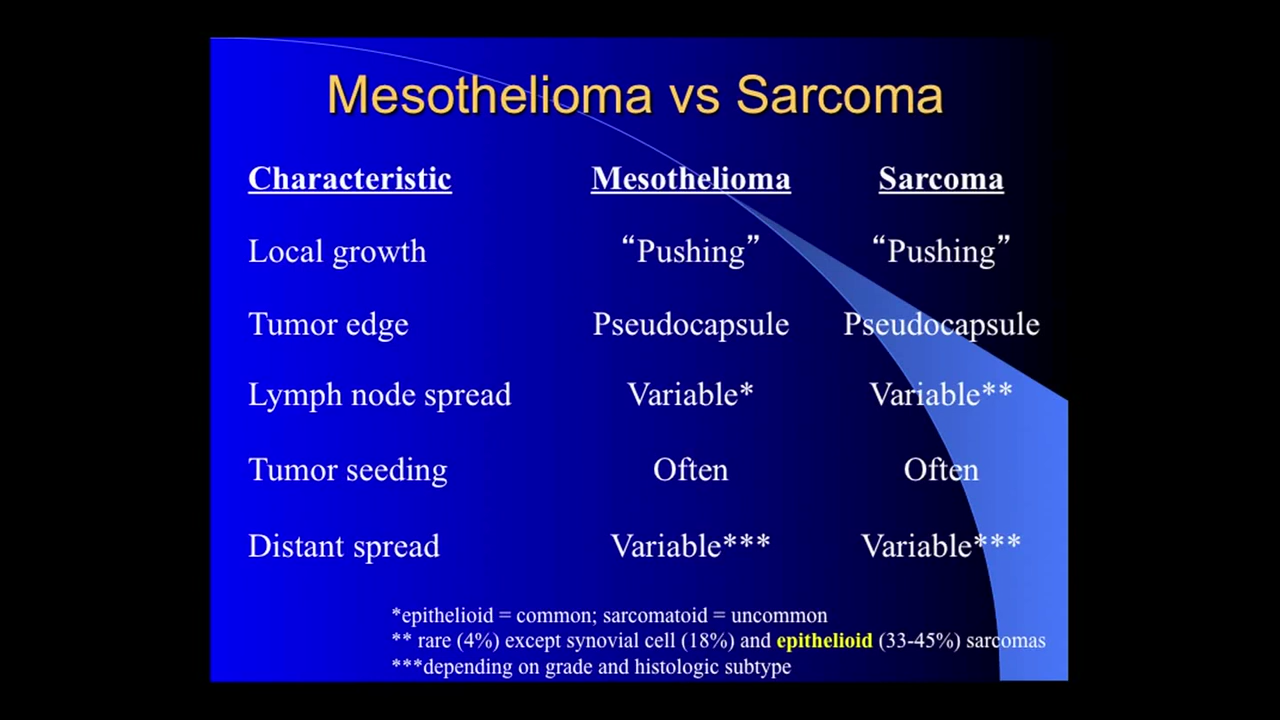 Mesothelioma vs Sarcoma
Characteristic Mesothelioma Sarcoma
Local growth “Pushing” “Pushing”
Tumor edge Pseudocapsule Pseudocapsule
Lymph node spread Variable* Variable**
Tumor seeding Often Often
Distant spread Variable*** Variable***
*epithelioid = common; sarcomatoid = uncommon
** rare (4%) except synovial cell (18%) and epithelioid (33-45%) sarcomas
***depending on grade and histologic subtype